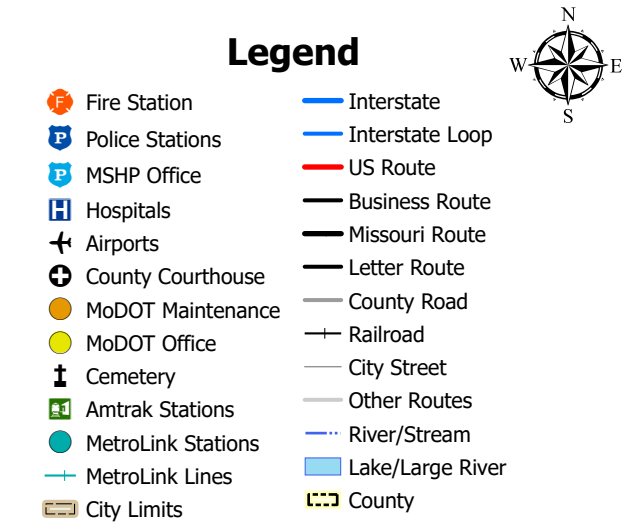 Legend
N
W E
S
F Fire Station
P Police Stations
P MSHP Office
H Hospitals
Airports
County Courthouse
MoDOT Maintenance
MoDOT Office
Cemetery
Amtrak Stations
MetroLink Stations
MetroLink Lines
City Limits
Interstate
Interstate Loop
US Route
Business Route
Missouri Route
Letter Route
County Road
Railroad
City Street
Other Routes
River/Stream
Lake/Large River
County